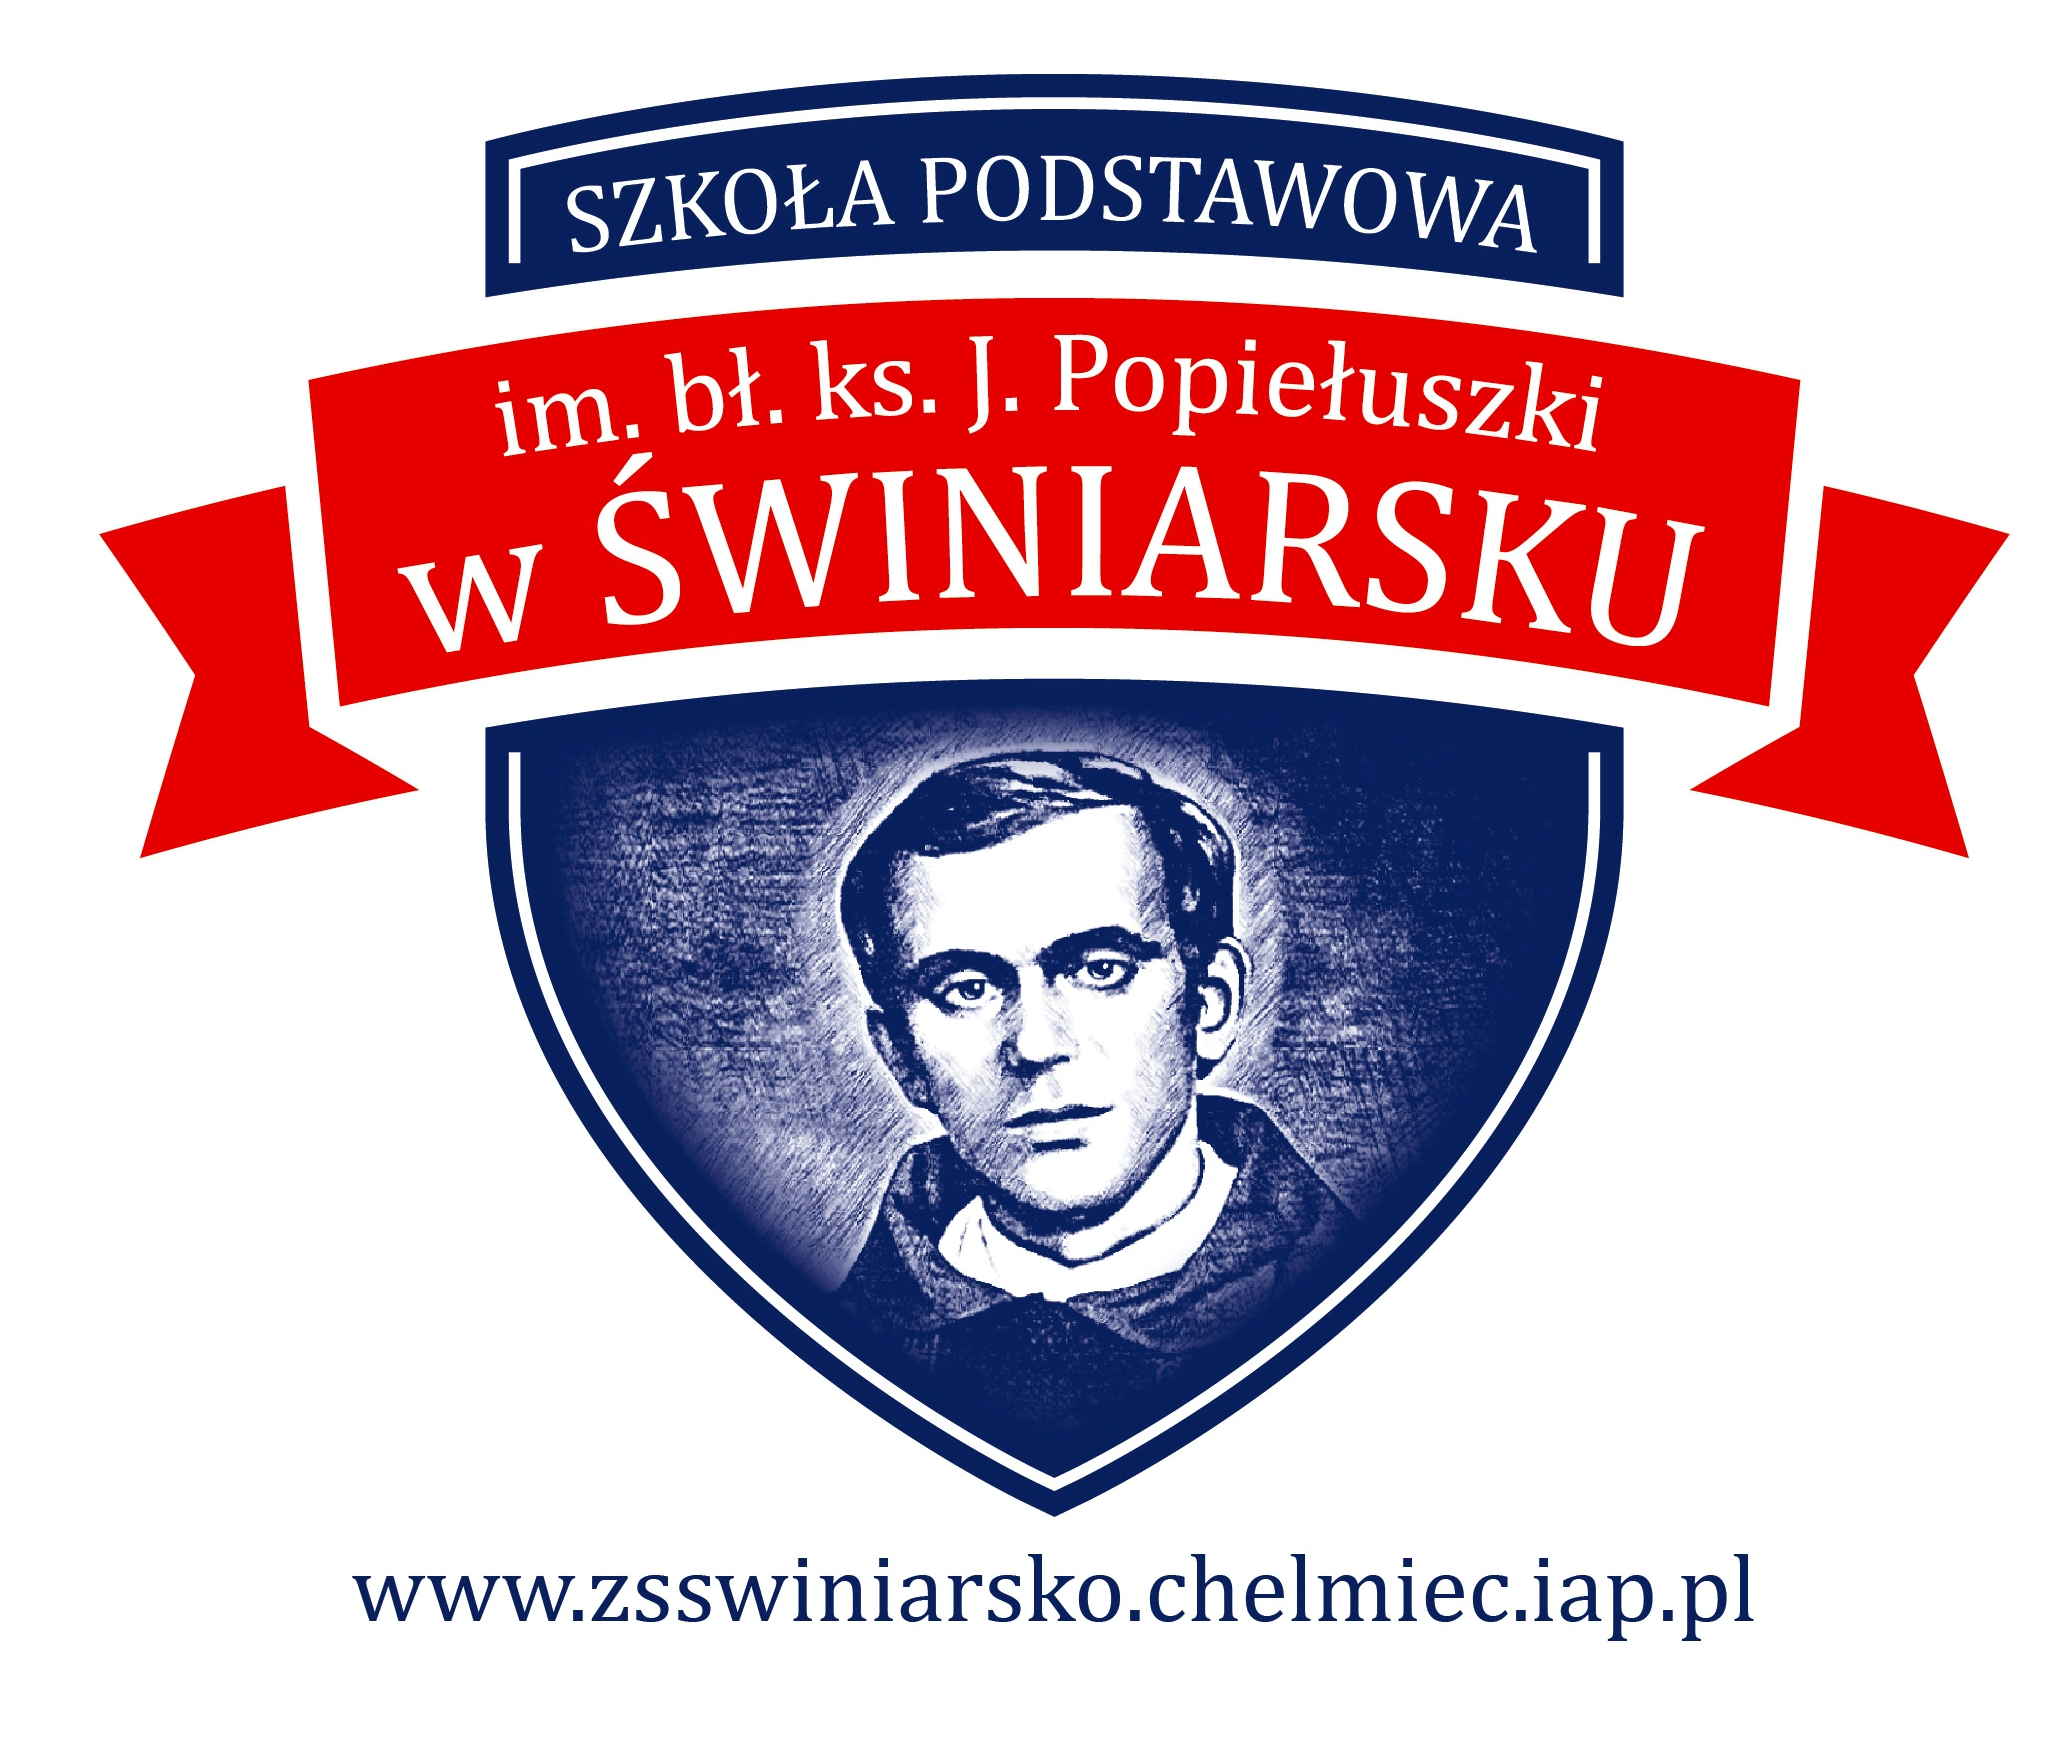 SZKOŁA PODSTAWOWA
im. bł. ks. J. Popiełuszki
w ŚWINIARSKU
www.zsswiniarsko.chelmiec.iap.pl